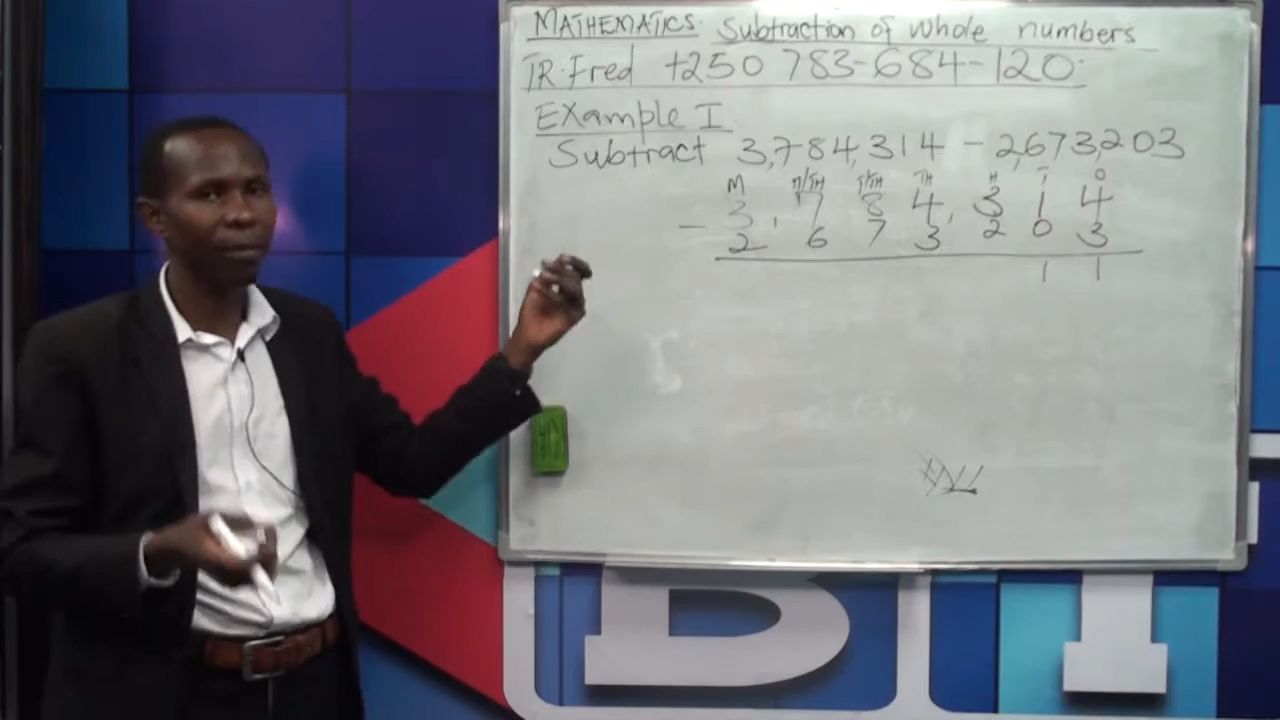 MATHEMATICS: Subtraction of whole numbers
TR. Fred +250 783-684-120.
Example I
Subtract 3,784,314 - 2,673,203
M H/TH T/TH TH H T O
3, 7 8 4, 3 1 4
- 2 6 7 3 2 0 3
1 1